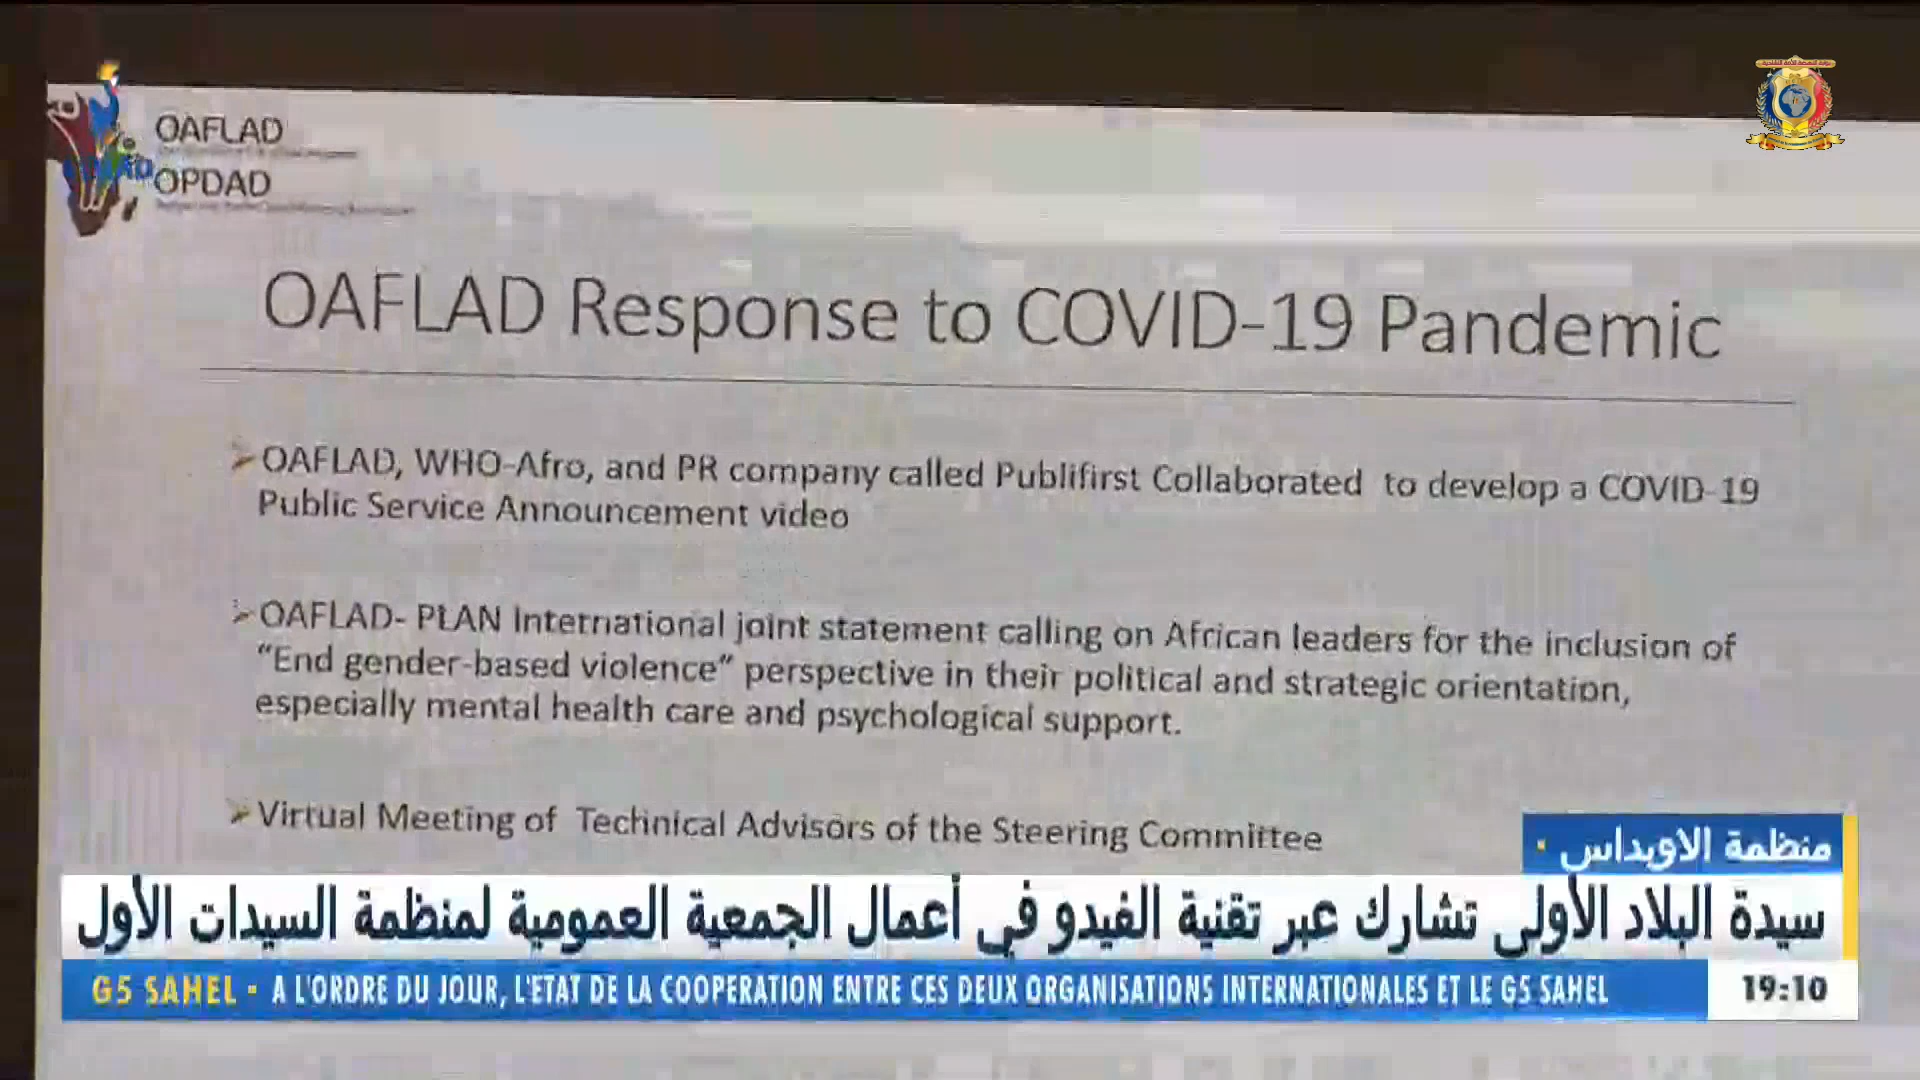 OAFLAD
OPDAD
OAFLAD Response to COVID-19 Pandemic
➢OAFLAD, WHO-Afro, and PR company called Publifirst Collaborated to develop a COVID-19
Public Service Announcement video
➢OAFLAD- PLAN International joint statement calling on African leaders for the inclusion of
“End gender-based violence” perspective in their political and strategic orientation,
especially mental health care and psychological support.
➢Virtual Meeting of Technical Advisors of the Steering Committee
منظمة الاوبداس ·
سيدة البلاد الأولى تشارك عبر تقنية الفيدو في أعمال الجمعية العمومية لمنظمة السيدات الأول
G5 SAHEL - A L'ORDRE DU JOUR, L'ETAT DE LA COOPERATION ENTRE CES DEUX ORGANISATIONS INTERNATIONALES ET LE G5 SAHEL
19:10